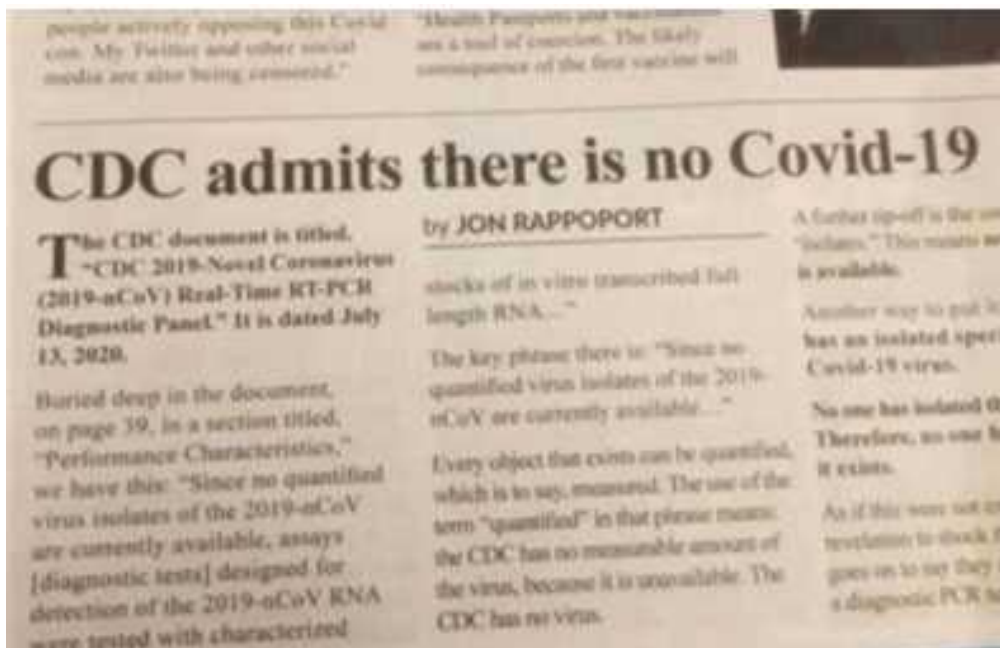 people actively opposing this Covid
con. My Twitter and other social
media are also being censored."
"Health Passports and
are a tool of coercion. The likely
consequence of the first vaccine will
CDC admits there is no Covid-19
The CDC document is titled,
"CDC 2019-Novel Coronavirus
(2019-nCoV) Real-Time RT-PCR
Diagnostic Panel." It is dated July
13, 2020.
Buried deep in the document,
on page 39, in a section titled,
"Performance Characteristics,"
we have this: "Since no quantified
virus isolates of the 2019-nCoV
are currently available, assays
[diagnostic tests] designed for
detection of the 2019-nCoV RNA
were tested with characterized
by JON RAPPOPORT
stocks of in vitro transcribed full
length RNA..."
The key phrase there is: "Since no
quantified virus isolates of the 2019-
nCoV are currently available..."
Every object that exists can be quantified,
which is to say, measured. The use of the
term "quantified" in that phrase means:
the CDC has no measurable amount of
the virus, because it is unavailable. The
CDC has no virus.
A further tip-off is the
"isolates." This means
is available.
Another way to put
has an isolated
Covid-19 virus.
No one has isolated
Therefore, no one
it exists.
As if this were not
revelation to shock
goes on to say they
a diagnostic PCR